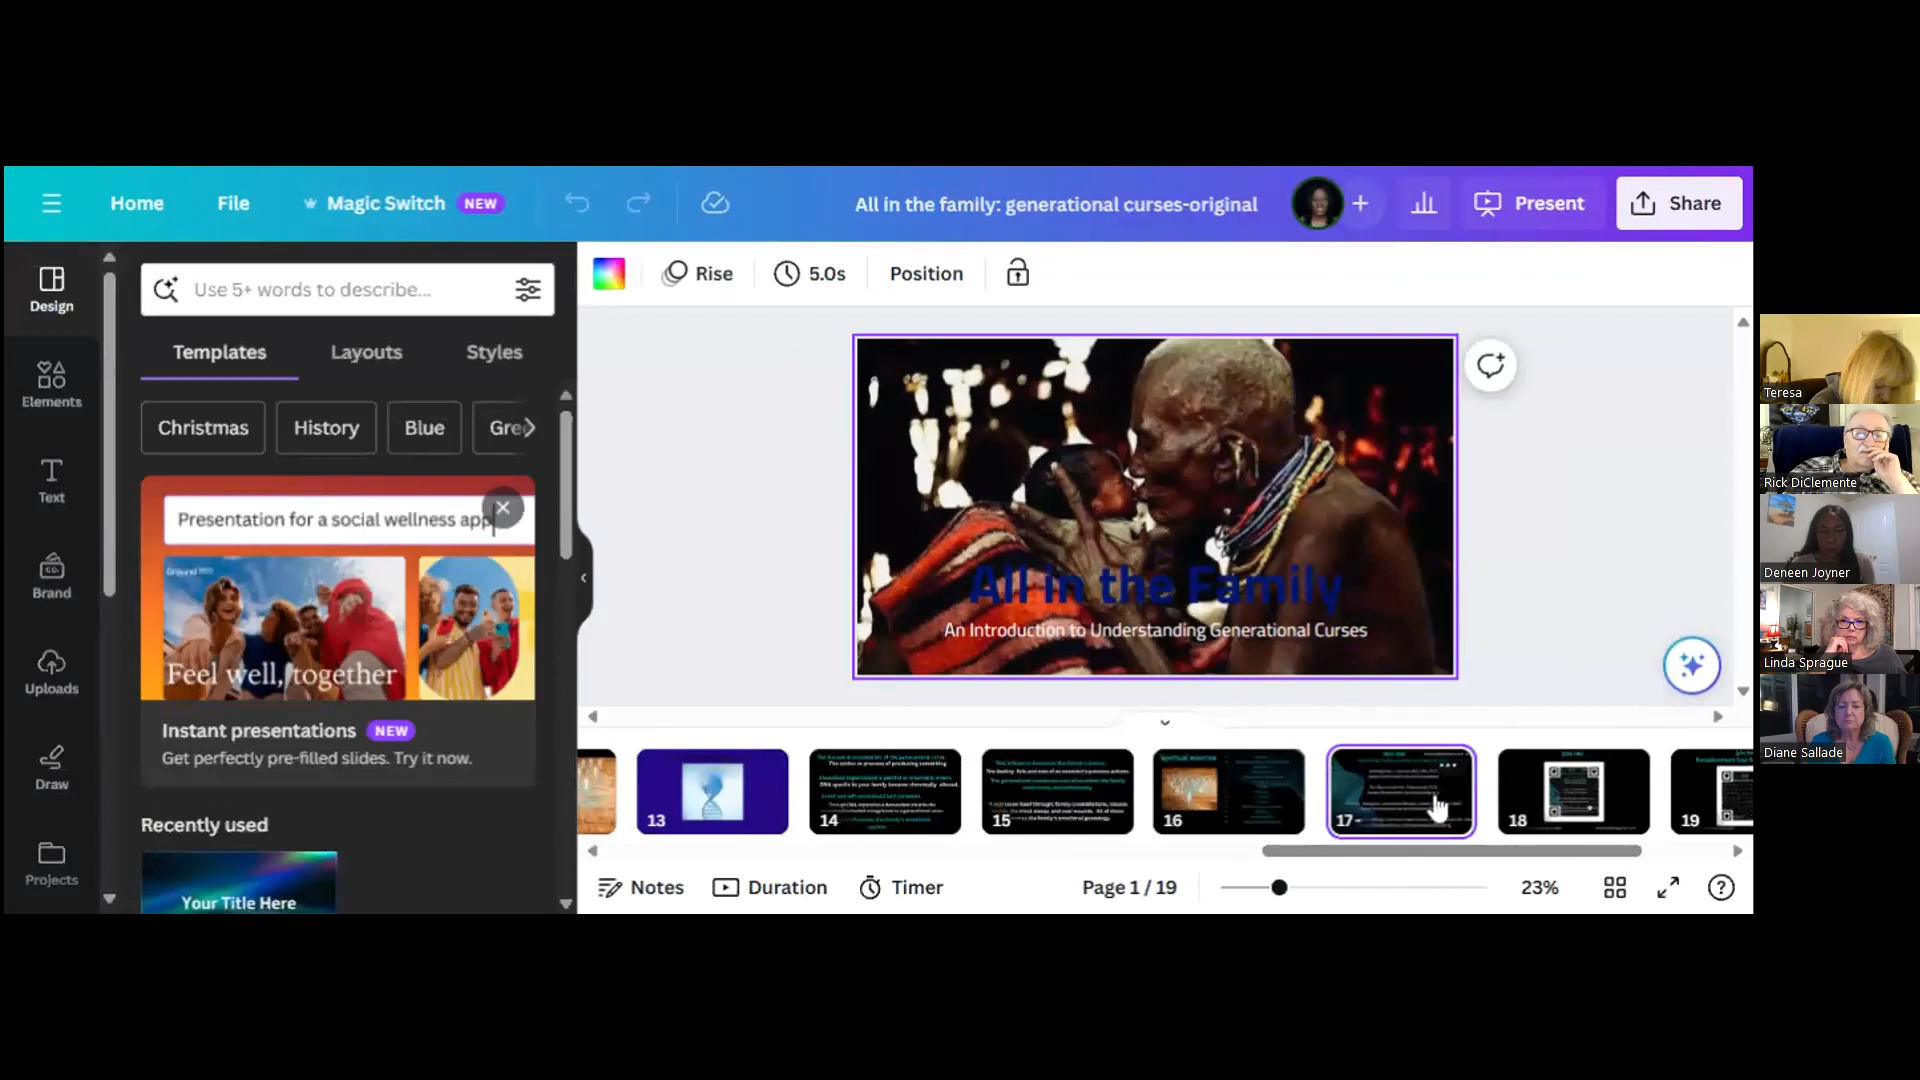 Home
File
Magic Switch
NEW
All in the family: generational curses-original
Present
Share
Design
Elements
Text
Brand
Uploads
Draw
Projects
Use 5+ words to describe...
Templates
Layouts
Styles
Christmas
History
Blue
Gre
Presentation for a social wellness app
Feel well, together
Instant presentations
NEW
Get perfectly pre-filled slides. Try it now.
Recently used
Your Title Here
Rise
5.0s
Position
All in the Family
An Introduction to Understanding Generational Curses
13
14
15
16
17
18
19
Notes
Duration
Timer
Page 1 / 19
23%
Teresa
Rick DiClemente
Deneen Joyner
Linda Sprague
Diane Sallade